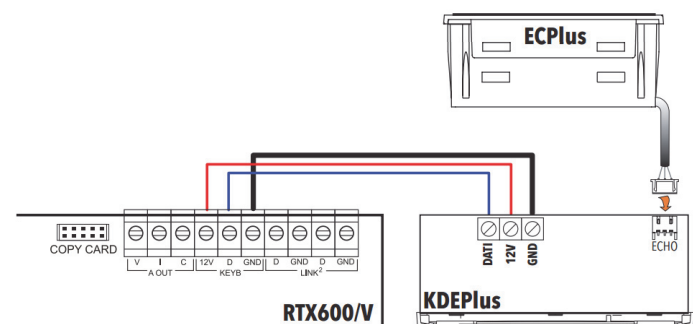 ECPlus
COPY CARD
V I C 12V D GND D GND D GND
A OUT KEYB LINK2
RTX600/V
DATI 12V GND
ECHO
KDEPlus